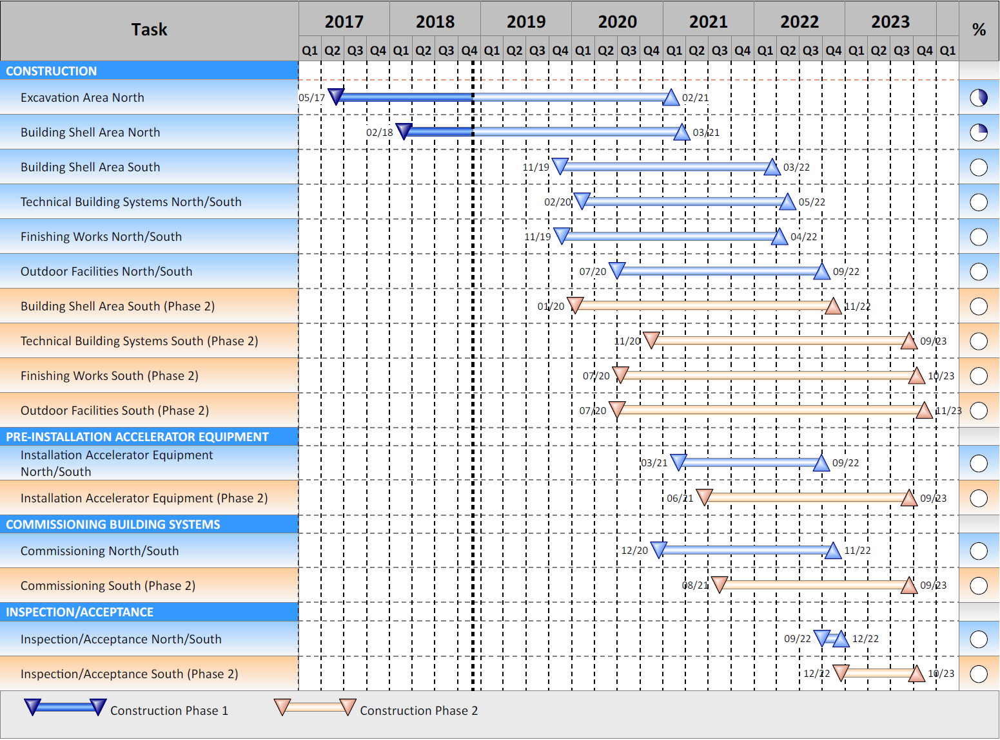 Task 2017 2018 2019 2020 2021 2022 2023 %
Q1 Q2 Q3 Q4 Q1 Q2 Q3 Q4 Q1 Q2 Q3 Q4 Q1 Q2 Q3 Q4 Q1 Q2 Q3 Q4 Q1 Q2 Q3 Q4 Q1 Q2 Q3 Q4 Q1
CONSTRUCTION
Excavation Area North 05/17 02/21
Building Shell Area North 02/18 03/21
Building Shell Area South 11/19 03/22
Technical Building Systems North/South 02/20 05/22
Finishing Works North/South 11/19 04/22
Outdoor Facilities North/South 07/20 09/22
Building Shell Area South (Phase 2) 01/20 11/22
Technical Building Systems South (Phase 2) 11/20 09/23
Finishing Works South (Phase 2) 07/20 10/23
Outdoor Facilities South (Phase 2) 07/20 11/23
PRE-INSTALLATION ACCELERATOR EQUIPMENT
Installation Accelerator Equipment
North/South 03/21 09/22
Installation Accelerator Equipment (Phase 2) 06/21 09/23
COMMISSIONING BUILDING SYSTEMS
Commissioning North/South 12/20 11/22
Commissioning South (Phase 2) 08/21 09/23
INSPECTION/ACCEPTANCE
Inspection/Acceptance North/South 09/22 12/22
Inspection/Acceptance South (Phase 2) 12/22 10/23
Construction Phase 1 Construction Phase 2